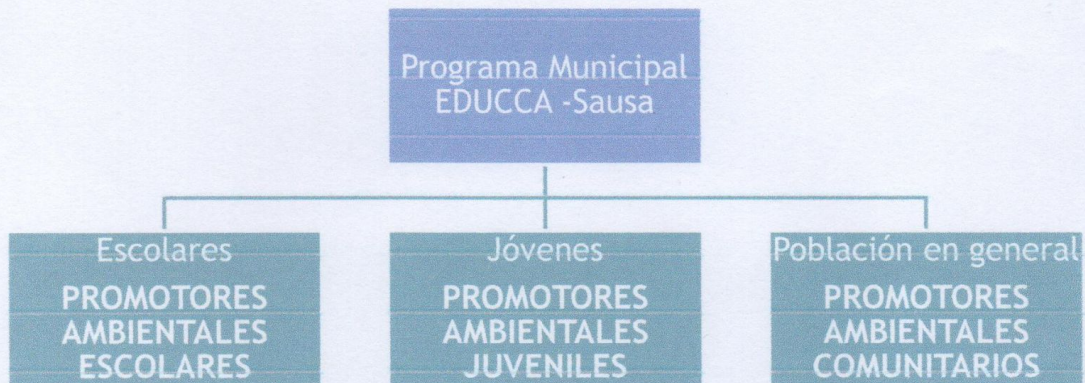 Programa Municipal
EDUCCA -Sausa
Escolares
PROMOTORES
AMBIENTALES
ESCOLARES
Jóvenes
PROMOTORES
AMBIENTALES
JUVENILES
Población en general
PROMOTORES
AMBIENTALES
COMUNITARIOS